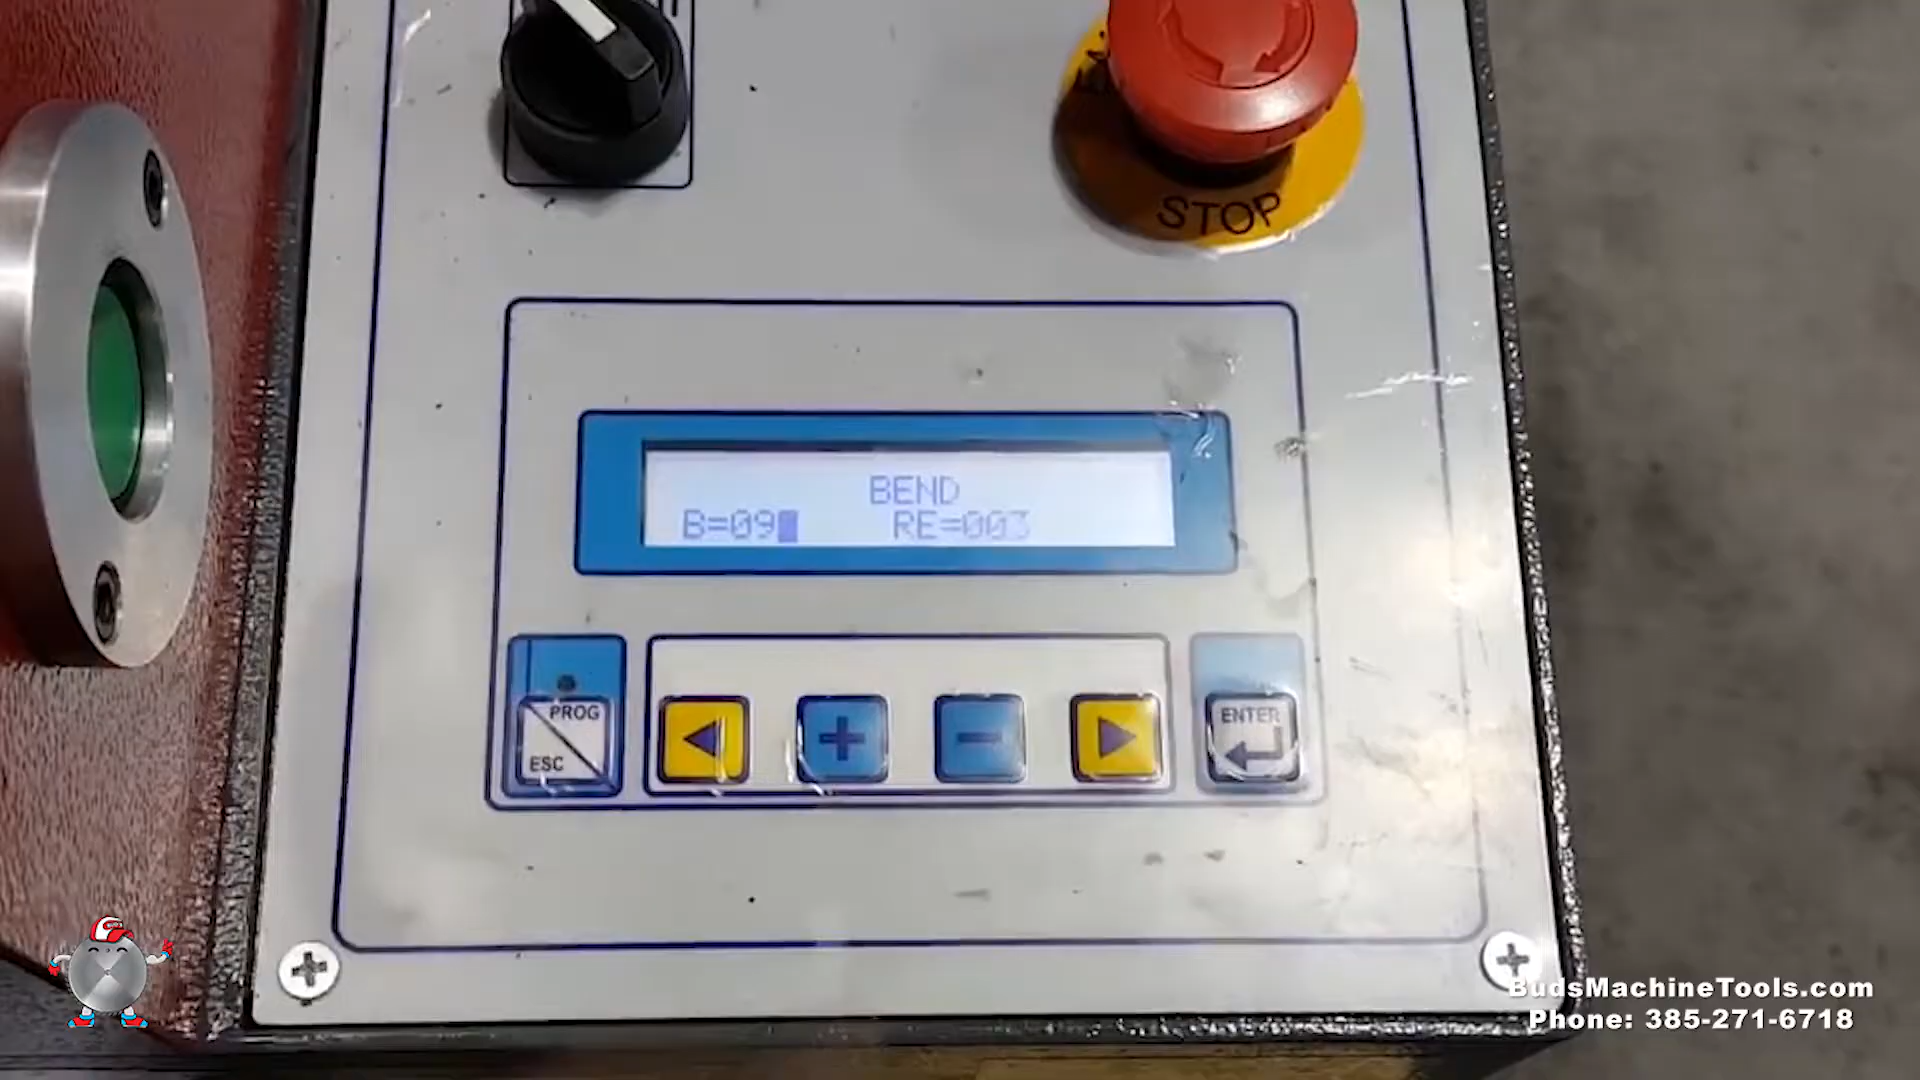 STOP
BEND
B=09 RE=003
PROG
ESC
+
-
ENTER
BudsMachineTools.com
Phone: 385-271-6718